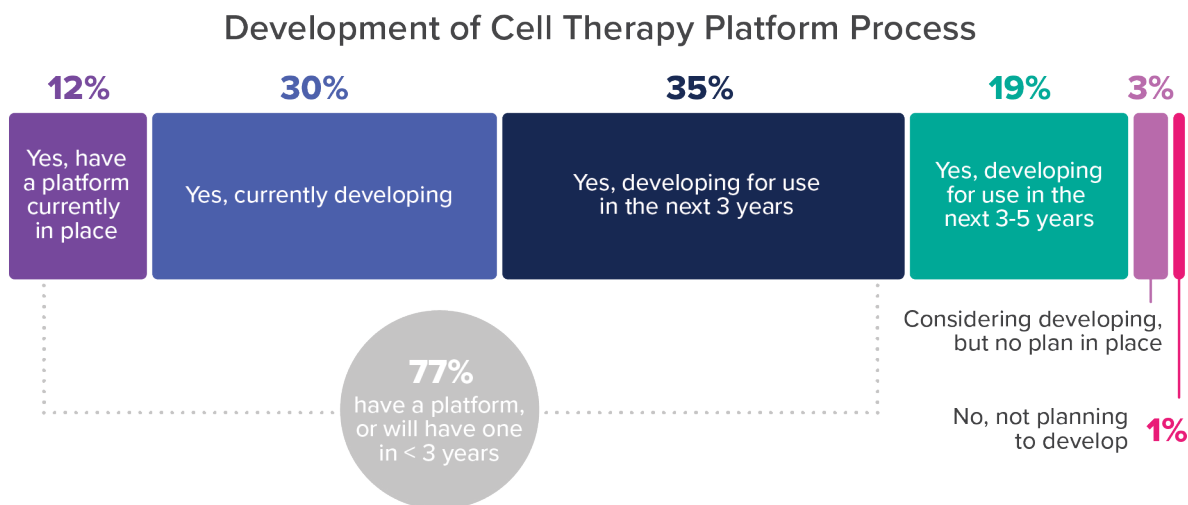 Development of Cell Therapy Platform Process
12%
30%
35%
19%
3%
Yes, have
a platform
currently
in place
Yes, currently developing
Yes, developing for use
in the next 3 years
Yes, developing
for use in the
next 3-5 years
Considering developing,
but no plan in place
77%
have a platform,
or will have one
in < 3 years
No, not planning
to develop
1%